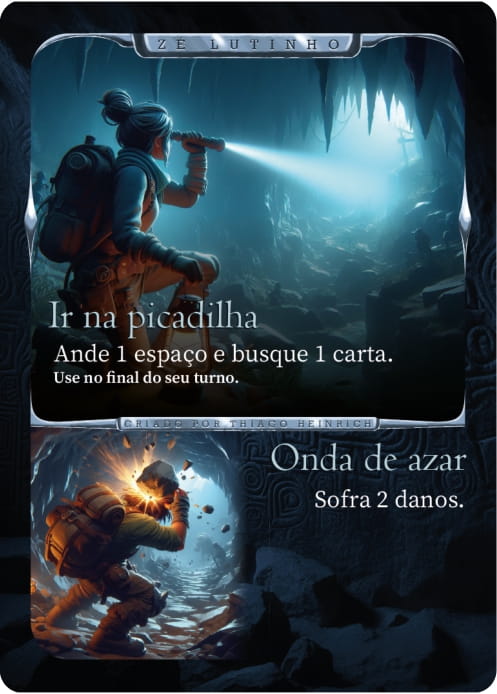 ZÉ LUTINHO
Ir na picadilha
Ande 1 espaço e busque 1 carta.
Use no final do seu turno.
CRIADO POR THIAGO HEINRICH
Onda de azar
Sofra 2 danos.